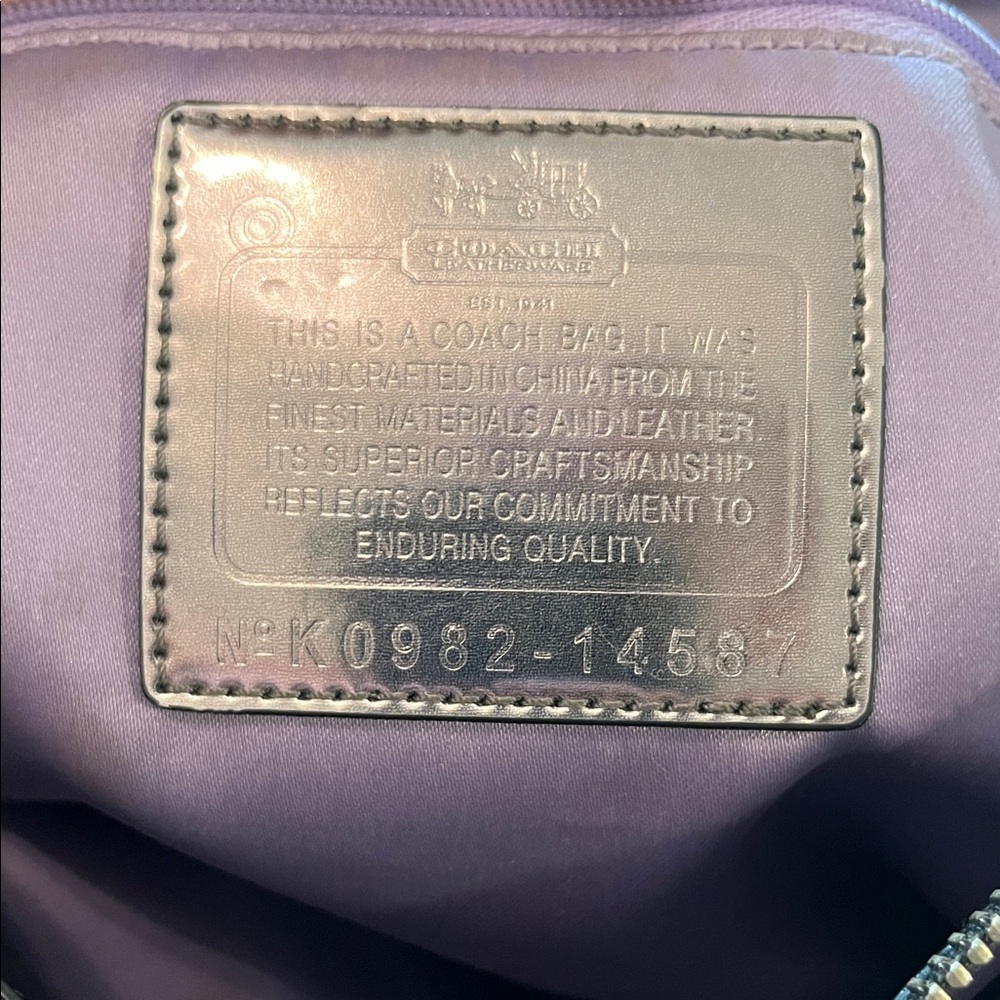 COACH
LEATHERWARE
EST. 1941
THIS IS A COACH BAG. IT WAS
HANDCRAFTED IN CHINA FROM THE
FINEST MATERIALS AND LEATHER.
ITS SUPERIOR CRAFTSMANSHIP
REFLECTS OUR COMMITMENT TO
ENDURING QUALITY.
Nº K0982-14587